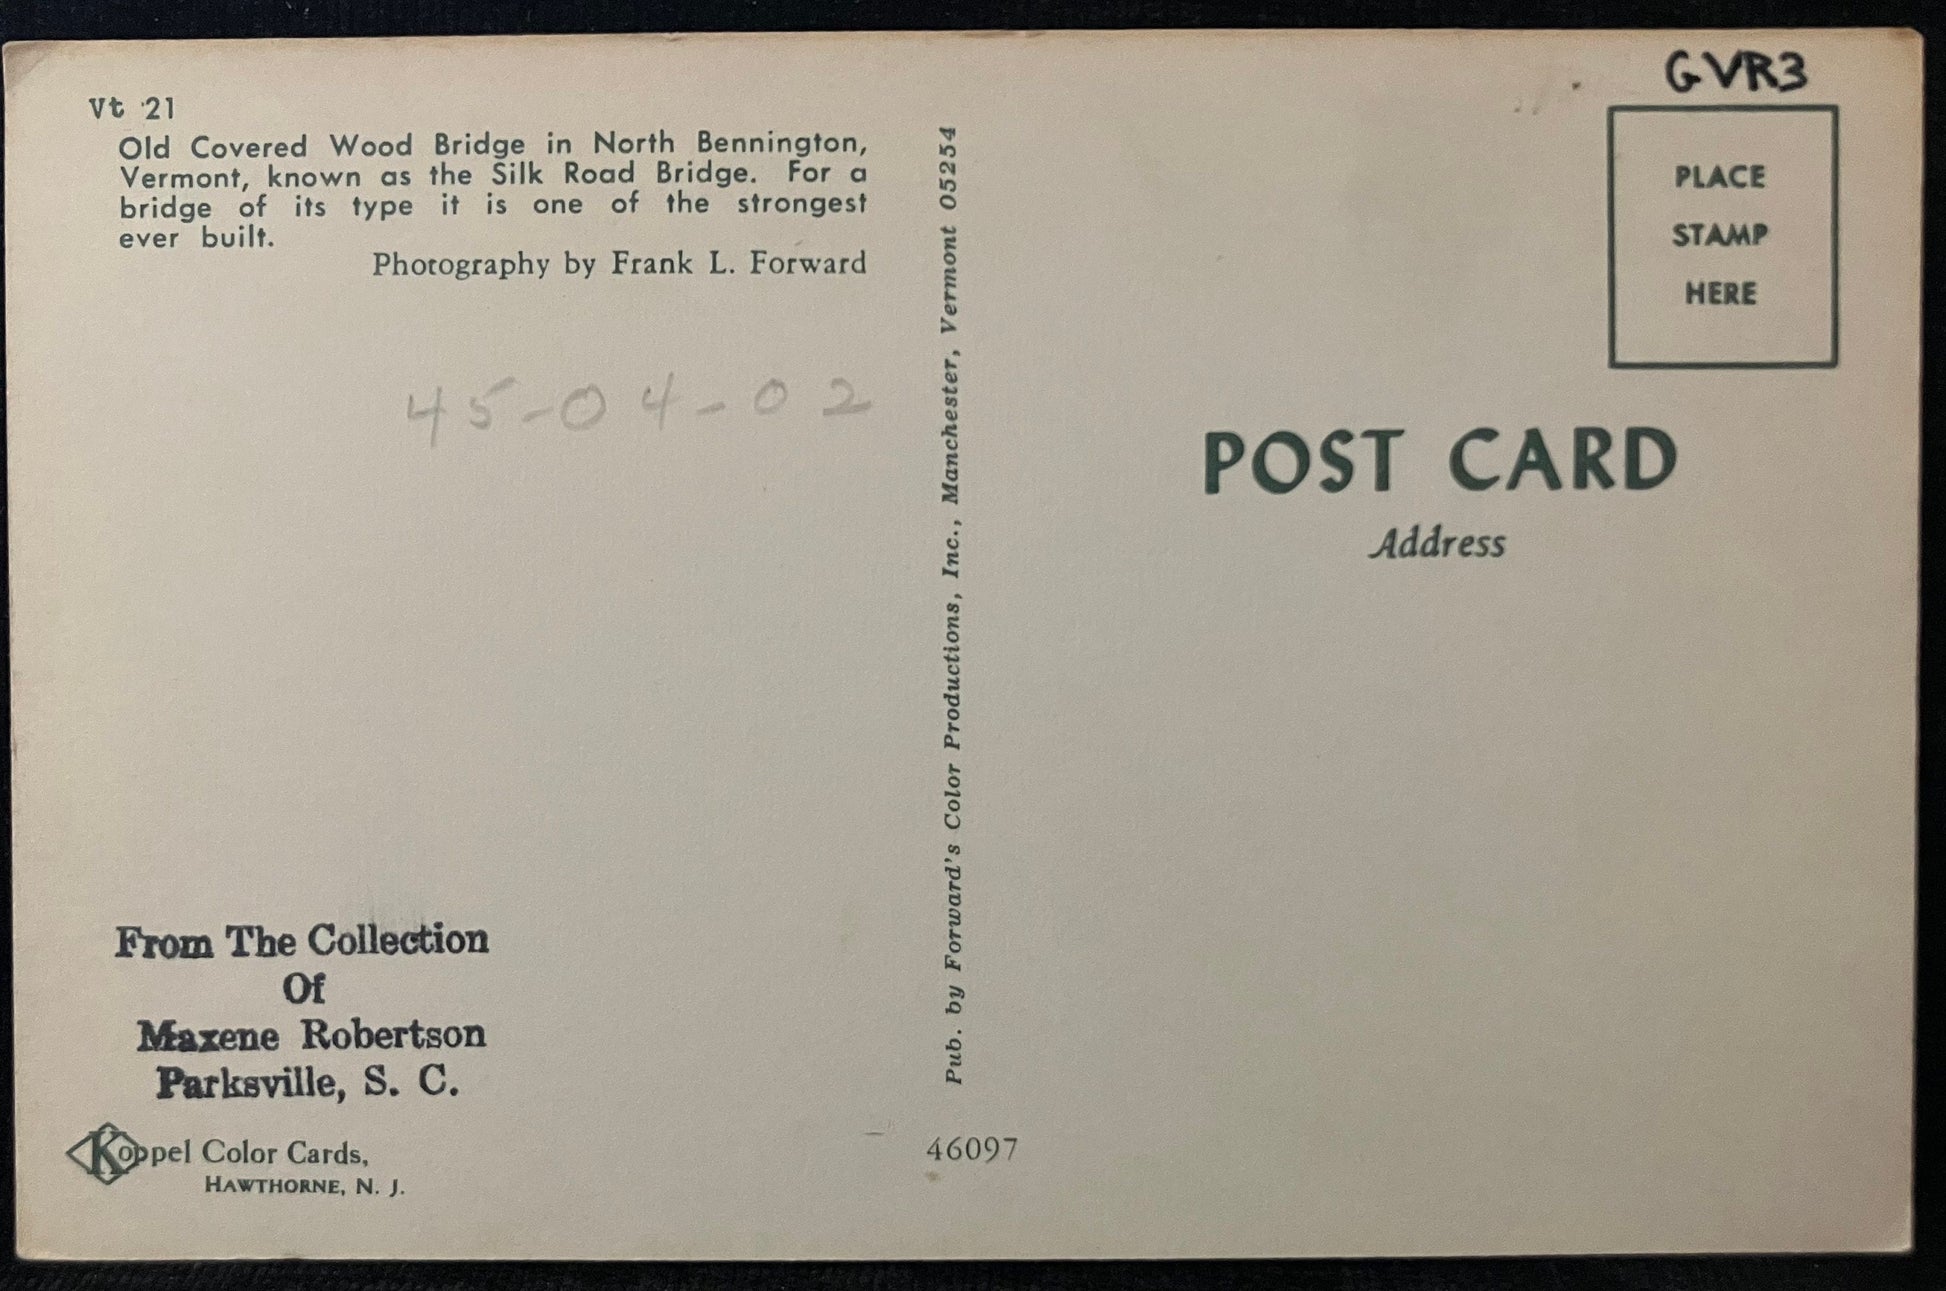 Vt 21
Old Covered Wood Bridge in North Bennington,
Vermont, known as the Silk Road Bridge. For a
bridge of its type it is one of the strongest
ever built.
Photography by Frank L. Forward
45-04-02
From The Collection
Of
Maxene Robertson
Parksville, S. C.
Koppel Color Cards,
HAWTHORNE, N. J.
Pub. by Forward's Color Productions, Inc., Manchester, Vermont 05254
46097
GVR3
PLACE
STAMP
HERE
POST CARD
Address